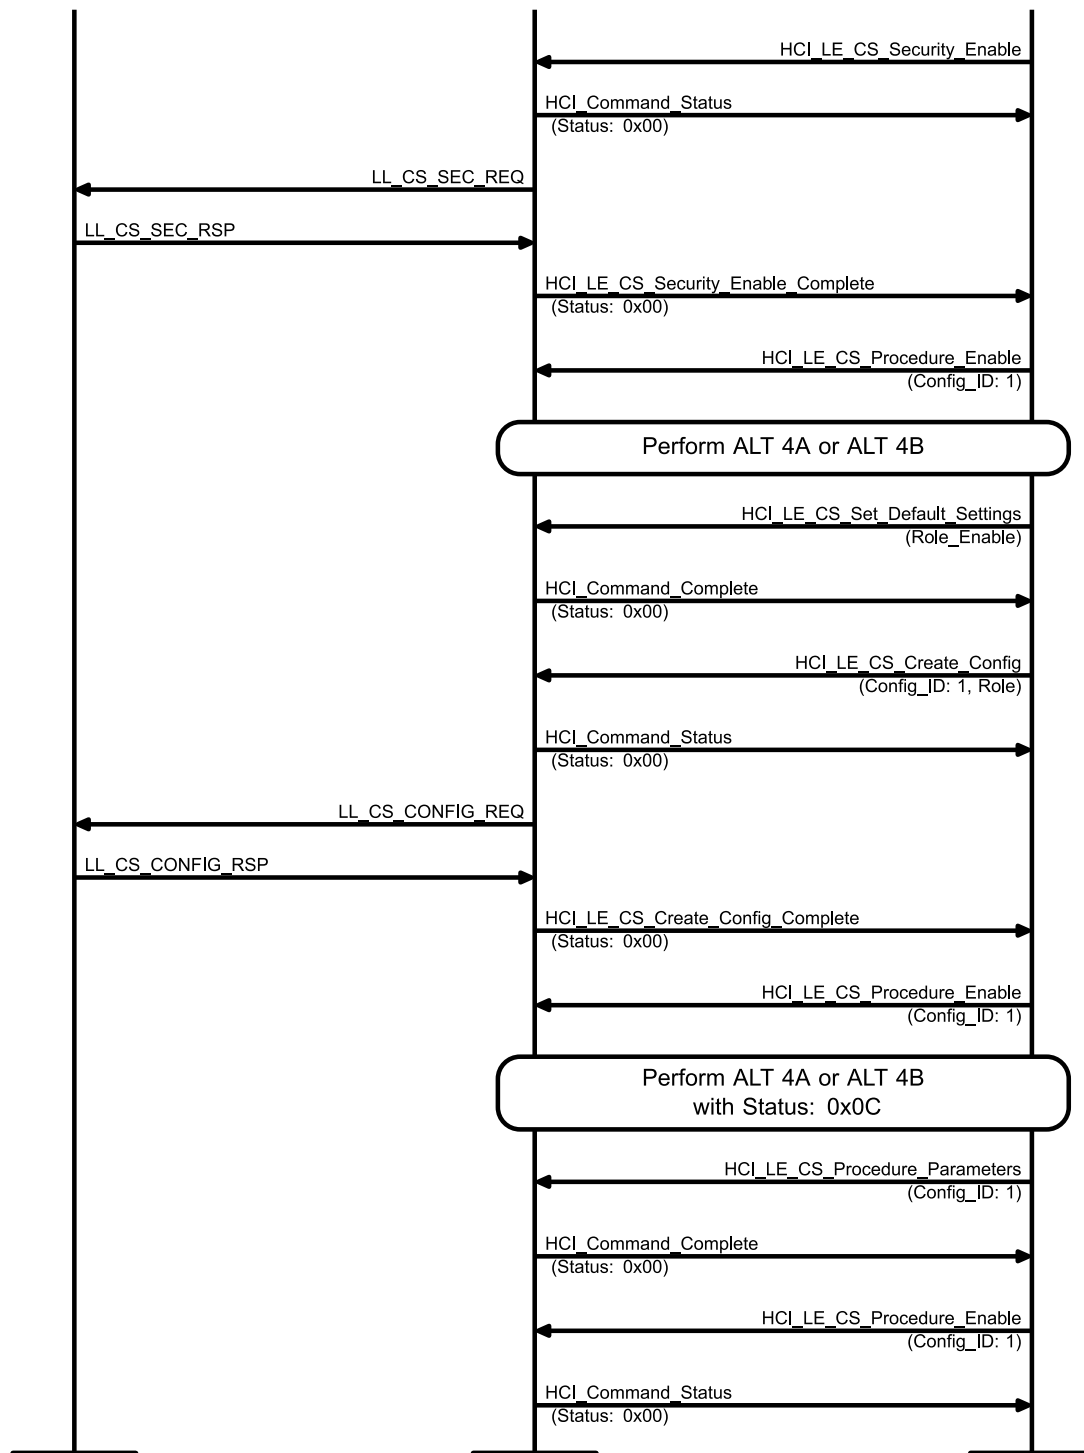 HCI_LE_CS_Security_Enable
HCI_Command_Status
(Status: 0x00)
LL_CS_SEC_REQ
LL_CS_SEC_RSP
HCI_LE_CS_Security_Enable_Complete
(Status: 0x00)
HCI_LE_CS_Procedure_Enable
(Config_ID: 1)
Perform ALT 4A or ALT 4B
HCI_LE_CS_Set_Default_Settings
(Role_Enable)
HCI_Command_Complete
(Status: 0x00)
HCI_LE_CS_Create_Config
(Config_ID: 1, Role)
HCI_Command_Status
(Status: 0x00)
LL_CS_CONFIG_REQ
LL_CS_CONFIG_RSP
HCI_LE_CS_Create_Config_Complete
(Status: 0x00)
HCI_LE_CS_Procedure_Enable
(Config_ID: 1)
Perform ALT 4A or ALT 4B
with Status: 0x0C
HCI_LE_CS_Procedure_Parameters
(Config_ID: 1)
HCI_Command_Complete
(Status: 0x00)
HCI_LE_CS_Procedure_Enable
(Config_ID: 1)
HCI_Command_Status
(Status: 0x00)